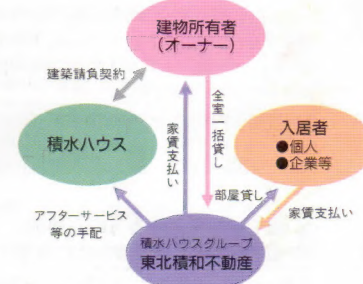 建物所有者
（オーナー）
建築請負契約
積水ハウス
家賃支払い
全室一括貸し
入居者
●個人
●企業等
部屋貸し
家賃支払い
アフターサービス
等の手配
積水ハウスグループ
東北積和不動産